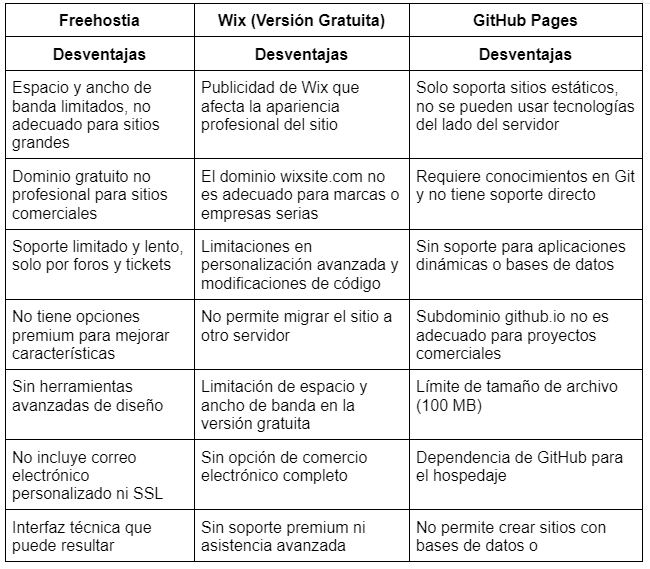 Freehostia
Wix (Versión Gratuita)
GitHub Pages
Desventajas
Desventajas
Desventajas
Espacio y ancho de
banda limitados, no
adecuado para sitios
grandes
Publicidad de Wix que
afecta la apariencia
profesional del sitio
Solo soporta sitios estáticos,
no se pueden usar tecnologías
del lado del servidor
Dominio gratuito no
profesional para sitios
comerciales
El dominio wixsite.com no
es adecuado para marcas o
empresas serias
Requiere conocimientos en Git
y no tiene soporte directo
Soporte limitado y lento,
solo por foros y tickets
Limitaciones en
personalización avanzada y
modificaciones de código
Sin soporte para aplicaciones
dinámicas o bases de datos
No tiene opciones
premium para mejorar
características
No permite migrar el sitio a
otro servidor
Subdominio github.io no es
adecuado para proyectos
comerciales
Sin herramientas
avanzadas de diseño
Limitación de espacio y
ancho de banda en la
versión gratuita
Límite de tamaño de archivo
(100 MB)
No incluye correo
electrónico
personalizado ni SSL
Sin opción de comercio
electrónico completo
Dependencia de GitHub para
el hospedaje
Interfaz técnica que
puede resultar
Sin soporte premium ni
asistencia avanzada
No permite crear sitios con
bases de datos o